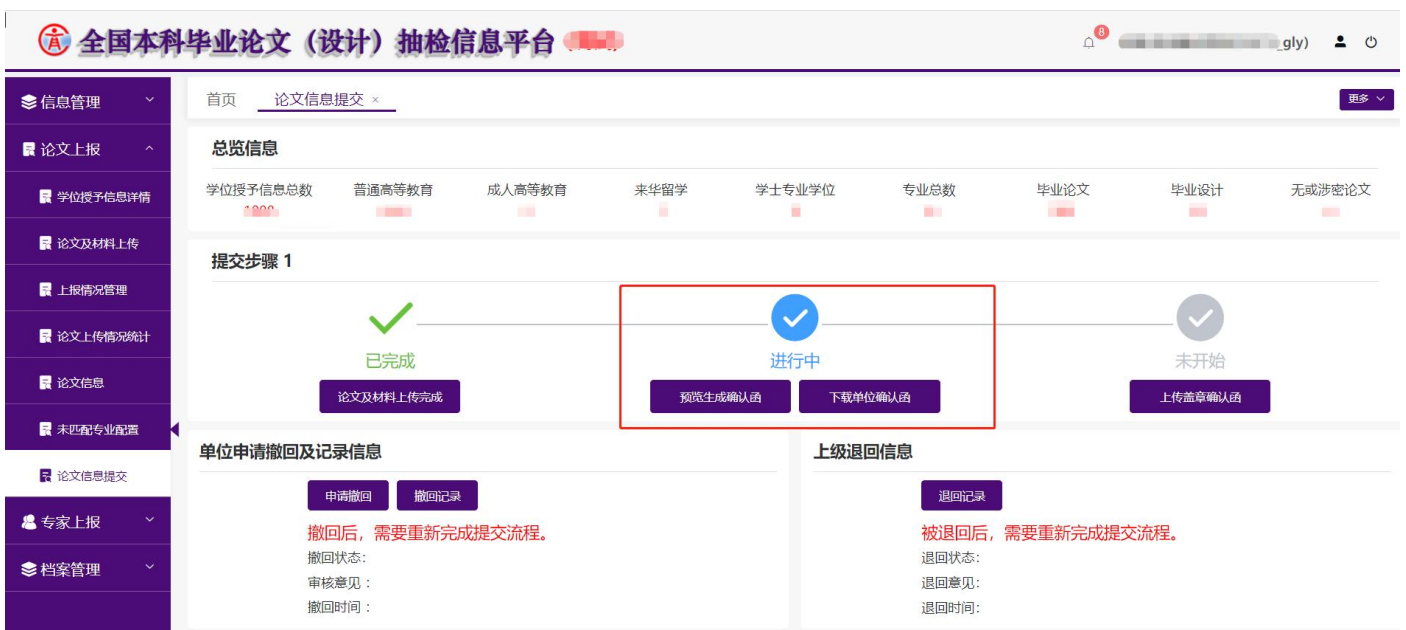 全国本科毕业论文（设计）抽检信息平台
8
_gly)
信息管理
首页 论文信息提交 ×
更多
论文上报
总览信息
学位授予信息详情
学位授予信息总数 普通高等教育 成人高等教育 来华留学 学士专业学位 专业总数 毕业论文 毕业设计 无或涉密论文
论文及材料上传
提交步骤 1
上报情况管理
论文上传情况统计
已完成 进行中 未开始
论文信息
论文及材料上传完成 预览生成确认函 下载单位确认函 上传盖章确认函
未匹配专业配置
单位申请撤回及记录信息 上级退回信息
论文信息提交
申请撤回 撤回记录 退回记录
专家上报
撤回后，需要重新完成提交流程。 被退回后，需要重新完成提交流程。
撤回状态: 退回状态:
档案管理
审核意见： 退回意见:
撤回时间： 退回时间: